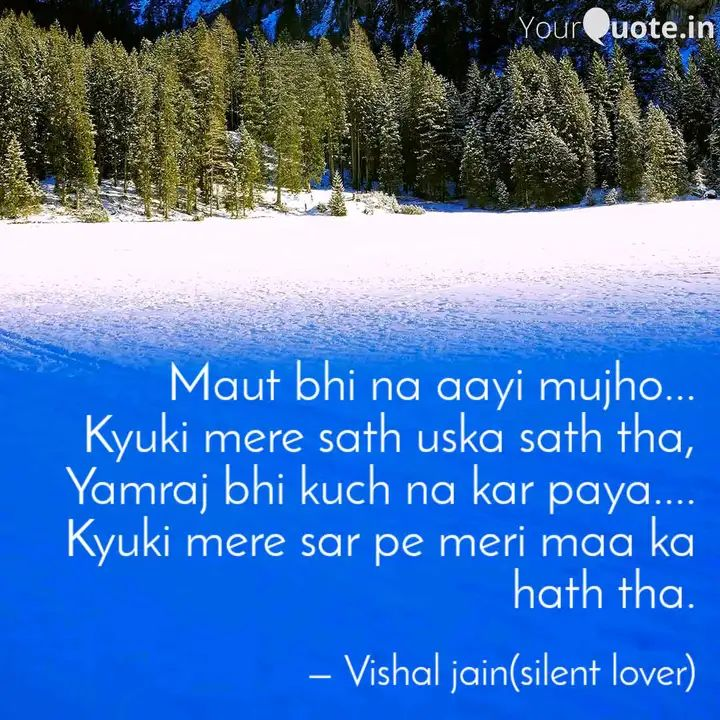 YourQuote.in
Maut bhi na aayi mujho...
Kyuki mere sath uska sath tha,
Yamraj bhi kuch na kar paya....
Kyuki mere sar pe meri maa ka
hath tha.
— Vishal jain(silent lover)